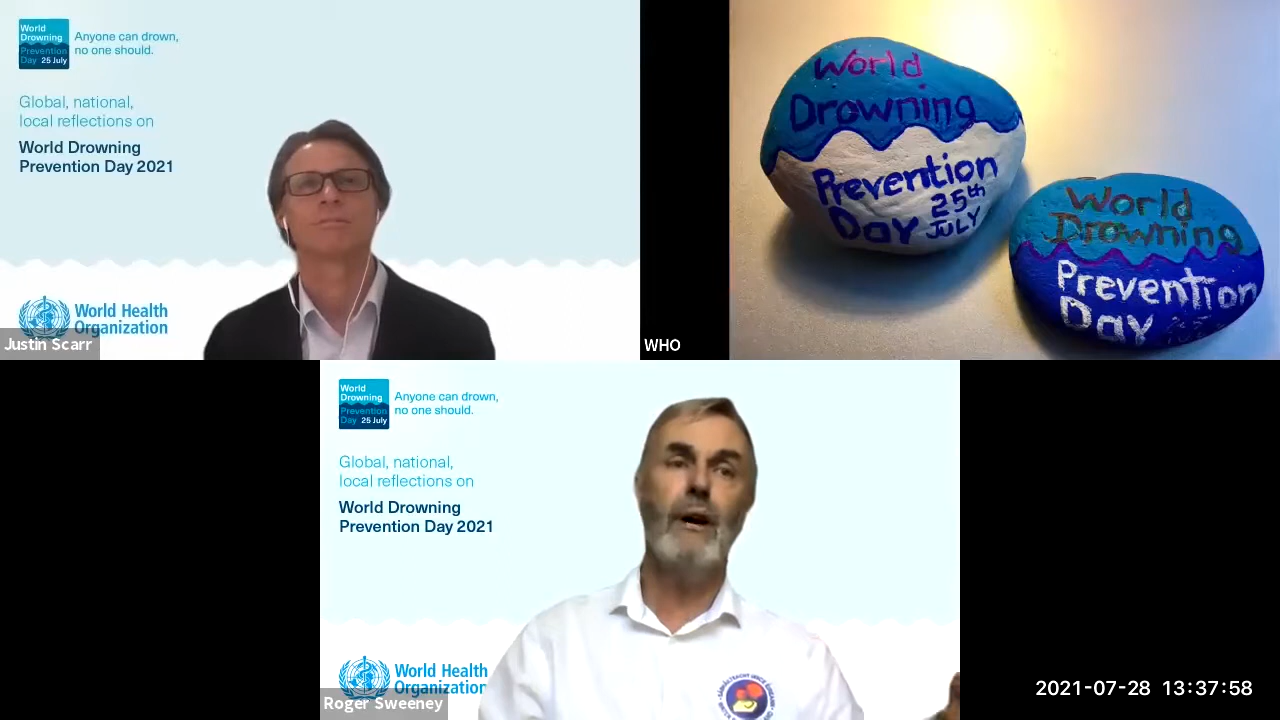 World
Drowning
Prevention
Day 25 July
Anyone can drown,
no one should.
Global, national,
local reflections on
World Drowning
Prevention Day 2021
World Health
Organization
Justin Scarr
World
Drowning
Prevention
Day 25th
JULY
World
Drowning
Prevention
Day
WHO
World
Drowning
Prevention
Day 25 July
Anyone can drown,
no one should.
Global, national,
local reflections on
World Drowning
Prevention Day 2021
World Health
Organization
Roger Sweeney
2021-07-28 13:37:58